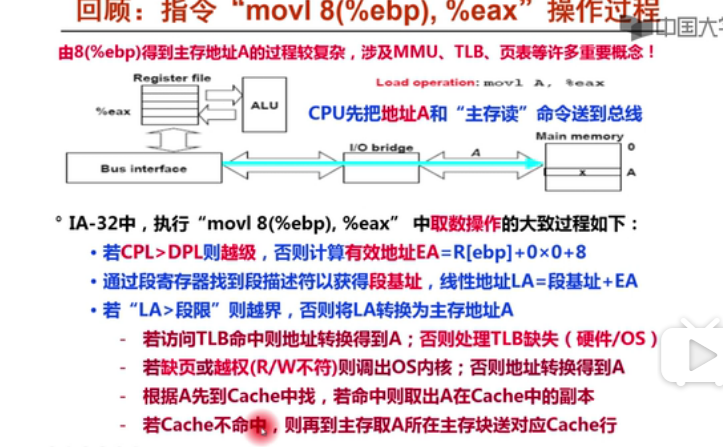 回顾：指令“movl 8(%ebp), %eax”操作过程
中国大学
由8(%ebp)得到主存地址A的过程较复杂，涉及MMU、TLB、页表等许多重要概念！
Register file
Load operation: movl A, %eax
%eax
ALU
CPU先把地址A和“主存读”命令送到总线
Main memory
I/O bridge
A
0
Bus interface
x
A
° IA-32中，执行“movl 8(%ebp), %eax” 中取数操作的大致过程如下：
• 若CPL>DPL则越级，否则计算有效地址EA=R[ebp]+0×0+8
• 通过段寄存器找到段描述符以获得段基址，线性地址LA=段基址+EA
• 若“LA>段限”则越界，否则将LA转换为主存地址A
- 若访问TLB命中则地址转换得到A；否则处理TLB缺失（硬件/OS）
- 若缺页或越权(R/W不符)则调出OS内核；否则地址转换得到A
- 根据A先到Cache中找，若命中则取出A在Cache中的副本
- 若Cache不命中，则再到主存取A所在主存块送对应Cache行